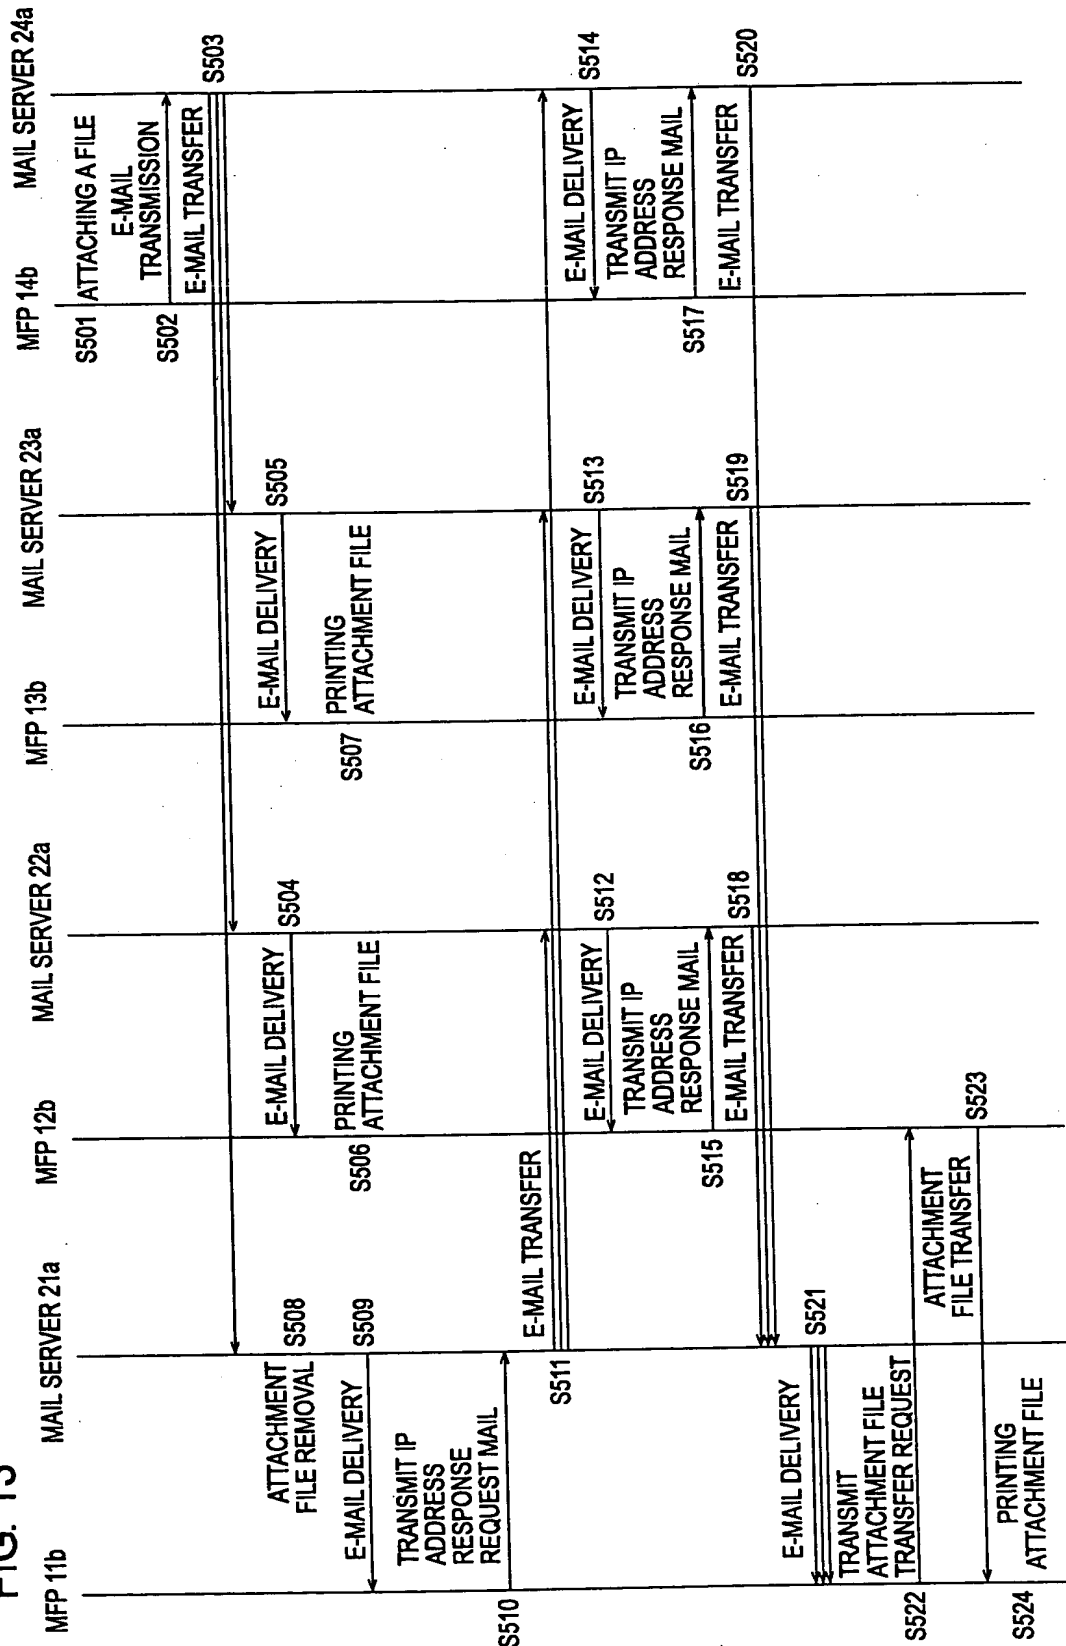 FIG. 13
MFP 11b
MAIL SERVER 21a
MFP 12b
MAIL SERVER 22a
MFP 13b
MAIL SERVER 23a
MFP 14b
MAIL SERVER 24a
S501
ATTACHING A FILE
E-MAIL
TRANSMISSION
S502
E-MAIL TRANSFER
S503
E-MAIL DELIVERY
S504
E-MAIL DELIVERY
S505
S506
PRINTING
ATTACHMENT FILE
S507
PRINTING
ATTACHMENT FILE
ATTACHMENT
FILE REMOVAL
S508
E-MAIL DELIVERY
S509
TRANSMIT IP
ADDRESS
RESPONSE
REQUEST MAIL
S510
E-MAIL TRANSFER
S511
E-MAIL DELIVERY
S512
E-MAIL DELIVERY
S513
E-MAIL DELIVERY
S514
TRANSMIT IP
ADDRESS
RESPONSE MAIL
S515
TRANSMIT IP
ADDRESS
RESPONSE MAIL
S516
TRANSMIT IP
ADDRESS
RESPONSE MAIL
S517
E-MAIL TRANSFER
S518
E-MAIL TRANSFER
S519
E-MAIL TRANSFER
S520
E-MAIL DELIVERY
S521
TRANSMIT
ATTACHMENT FILE
TRANSFER REQUEST
S522
ATTACHMENT
FILE TRANSFER
S523
PRINTING
ATTACHMENT FILE
S524